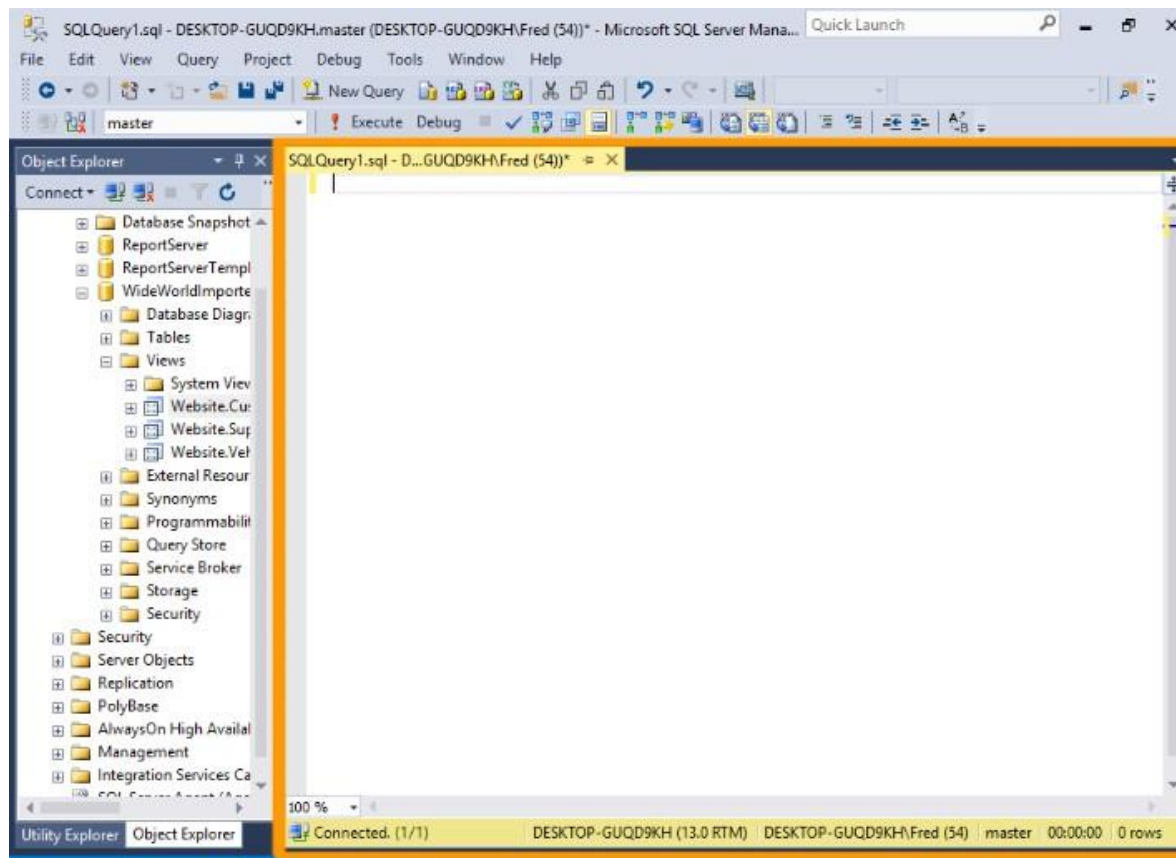 SQLQuery1.sql - DESKTOP-GUQD9KH.master (DESKTOP-GUQD9KH\Fred (54))* - Microsoft SQL Server Mana... Quick Launch
File Edit View Query Project Debug Tools Window Help
New Query
master Execute Debug
Object Explorer
SQLQuery1.sql - D...GUQD9KH\Fred (54))*
Connect
Database Snapshot
ReportServer
ReportServerTempl
WideWorldImporte
Database Diagr
Tables
Views
System View
Website.Cu
Website.Sup
Website.Veh
External Resour
Synonyms
Programmabilit
Query Store
Service Broker
Storage
Security
Security
Server Objects
Replication
PolyBase
AlwaysOn High Availal
Management
Integration Services Ca
100 %
Utility Explorer Object Explorer
Connected. (1/1) DESKTOP-GUQD9KH (13.0 RTM) DESKTOP-GUQD9KH\Fred (54) master 00:00:00 0 rows